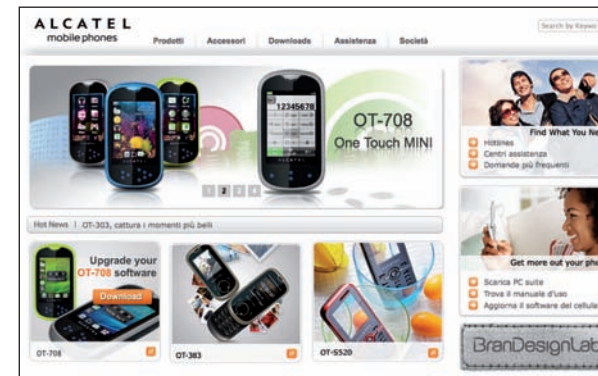 ALCATEL
mobile phones
Prodotti Accessori Downloads Assistenza Società
Search by Keywo
12345678
ALCATEL
OT-708
One Touch MINI
1 2 3 4
Find What You Ne
Hotlines
Centri assistenza
Domande più frequenti
Hot News | OT-303, cattura i momenti più belli
Upgrade your
OT-708 software
Download
Get more out your pho
Scarica PC suite
Trova il manuale d'uso
Aggiorna il software del cellula
OT-708
OT-383
OT-S520
BranDesignLab